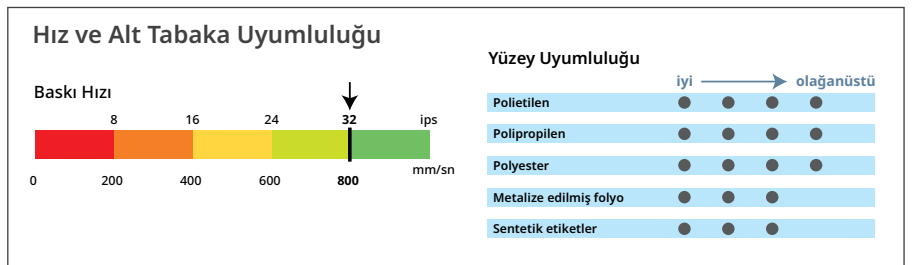 Hız ve Alt Tabaka Uyumluluğu
Baskı Hızı
8 16 24 32 ips
0 200 400 600 800 mm/sn
Yüzey Uyumluluğu
iyi olağanüstü
Polietilen
Polipropilen
Polyester
Metalize edilmiş folyo
Sentetik etiketler